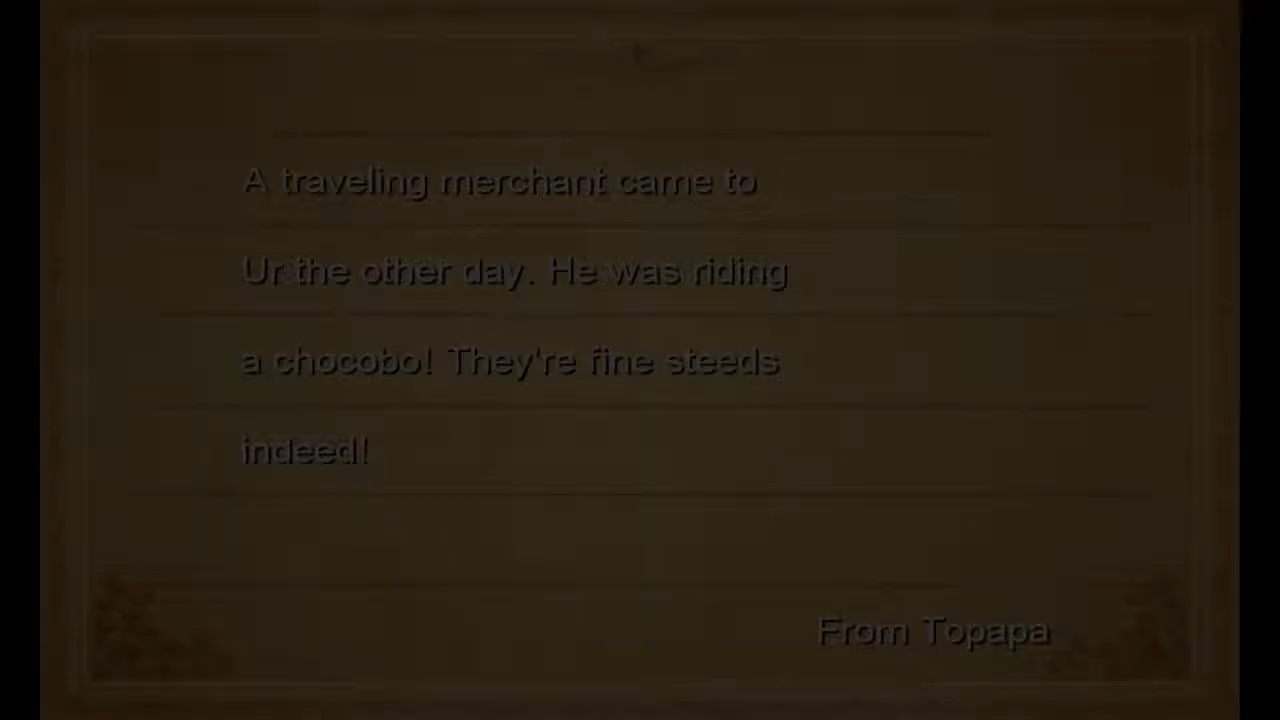 A traveling merchant came to
Ur the other day. He was riding
a chocobo! They're fine steeds
indeed!
From Topapa